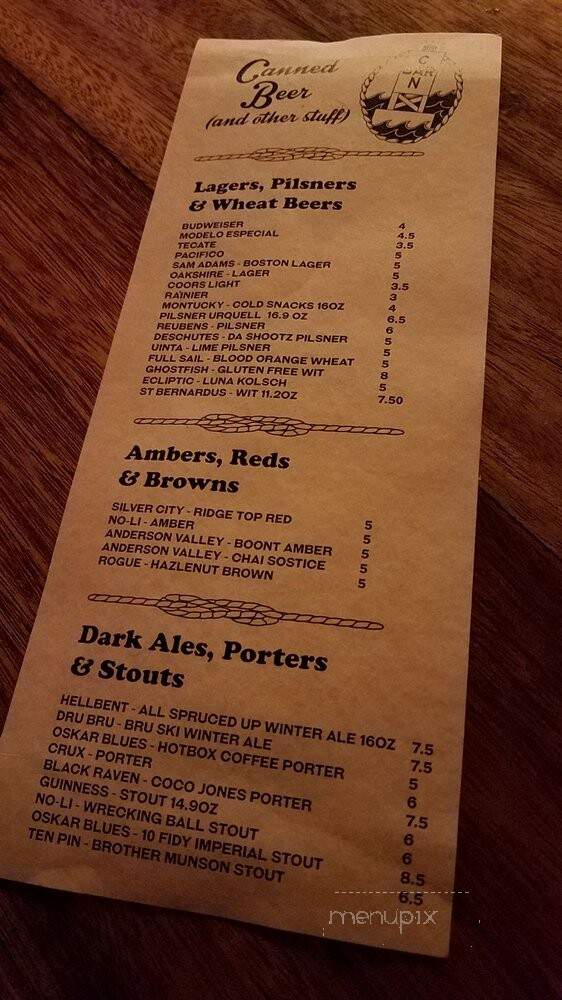 Canned
Beer
(and other stuff)
C
N
Lagers, Pilsners
& Wheat Beers
BUDWEISER 4
MODELO ESPECIAL 4.5
TECATE 3.5
PACIFICO 5
SAM ADAMS - BOSTON LAGER 5
OAKSHIRE - LAGER 5
COORS LIGHT 3.5
RAINIER 3
MONTUCKY - COLD SNACKS 16OZ 4
PILSNER URQUELL 16.9 OZ 6.5
REUBENS - PILSNER 6
DESCHUTES - DA SHOOTZ PILSNER 5
UINTA - LIME PILSNER 5
FULL SAIL - BLOOD ORANGE WHEAT 5
GHOSTFISH - GLUTEN FREE WIT 8
ECLIPTIC - LUNA KOLSCH 5
ST BERNARDUS - WIT 11.2OZ 7.50
Ambers, Reds
& Browns
SILVER CITY - RIDGE TOP RED 5
NO-LI - AMBER 5
ANDERSON VALLEY - BOONT AMBER 5
ANDERSON VALLEY - CHAI SOSTICE 5
ROGUE - HAZLENUT BROWN 5
Dark Ales, Porters
& Stouts
HELLBENT - ALL SPRUCED UP WINTER ALE 16OZ 7.5
DRU BRU - BRU SKI WINTER ALE 7.5
OSKAR BLUES - HOTBOX COFFEE PORTER 5
CRUX - PORTER 6
BLACK RAVEN - COCO JONES PORTER 7.5
GUINNESS - STOUT 14.9OZ 6
NO-LI - WRECKING BALL STOUT 6
OSKAR BLUES - 10 FIDY IMPERIAL STOUT 8.5
TEN PIN - BROTHER MUNSON STOUT 6.5
menupix